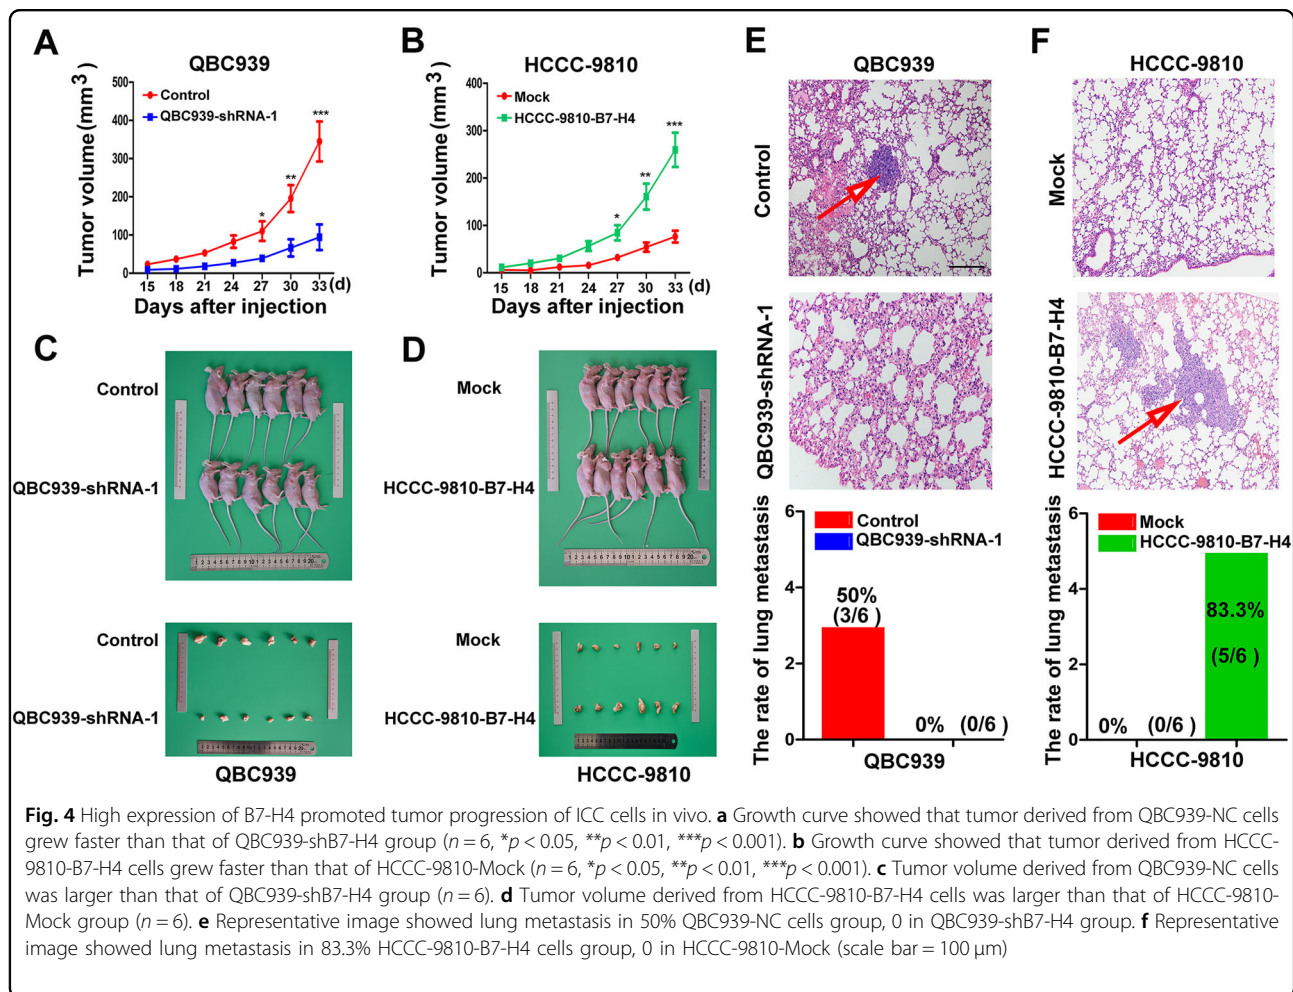 A
QBC939
Tumor volume (mm³)
500
400
300
200
100
0
Control
QBC939-shRNA-1
*
**
***
15 18 21 24 27 30 33 (d)
Days after injection
B
HCCC-9810
Tumor volume (mm³)
400
300
200
100
0
Mock
HCCC-9810-B7-H4
*
**
***
15 18 21 24 27 30 33 (d)
Days after injection
C
Control
QBC939-shRNA-1
Control
QBC939-shRNA-1
QBC939
D
Mock
HCCC-9810-B7-H4
Mock
HCCC-9810-B7-H4
HCCC-9810
E
QBC939
Control
QBC939-shRNA-1
The rate of lung metastasis
6
4
2
0
Control
QBC939-shRNA-1
50%
(3/6 )
0% (0/6 )
QBC939
F
HCCC-9810
Mock
HCCC-9810-B7-H4
The rate of lung metastasis
6
4
2
0
Mock
HCCC-9810-B7-H4
0% (0/6 )
83.3%
(5/6 )
HCCC-9810
Fig. 4 High expression of B7-H4 promoted tumor progression of ICC cells in vivo. a Growth curve showed that tumor derived from QBC939-NC cells
grew faster than that of QBC939-shB7-H4 group (n = 6, *p < 0.05, **p < 0.01, ***p < 0.001). b Growth curve showed that tumor derived from HCCC-
9810-B7-H4 cells grew faster than that of HCCC-9810-Mock (n = 6, *p < 0.05, **p < 0.01, ***p < 0.001). c Tumor volume derived from QBC939-NC cells
was larger than that of QBC939-shB7-H4 group (n = 6). d Tumor volume derived from HCCC-9810-B7-H4 cells was larger than that of HCCC-9810-
Mock group (n = 6). e Representative image showed lung metastasis in 50% QBC939-NC cells group, 0 in QBC939-shB7-H4 group. f Representative
image showed lung metastasis in 83.3% HCCC-9810-B7-H4 cells group, 0 in HCCC-9810-Mock (scale bar = 100 μm)